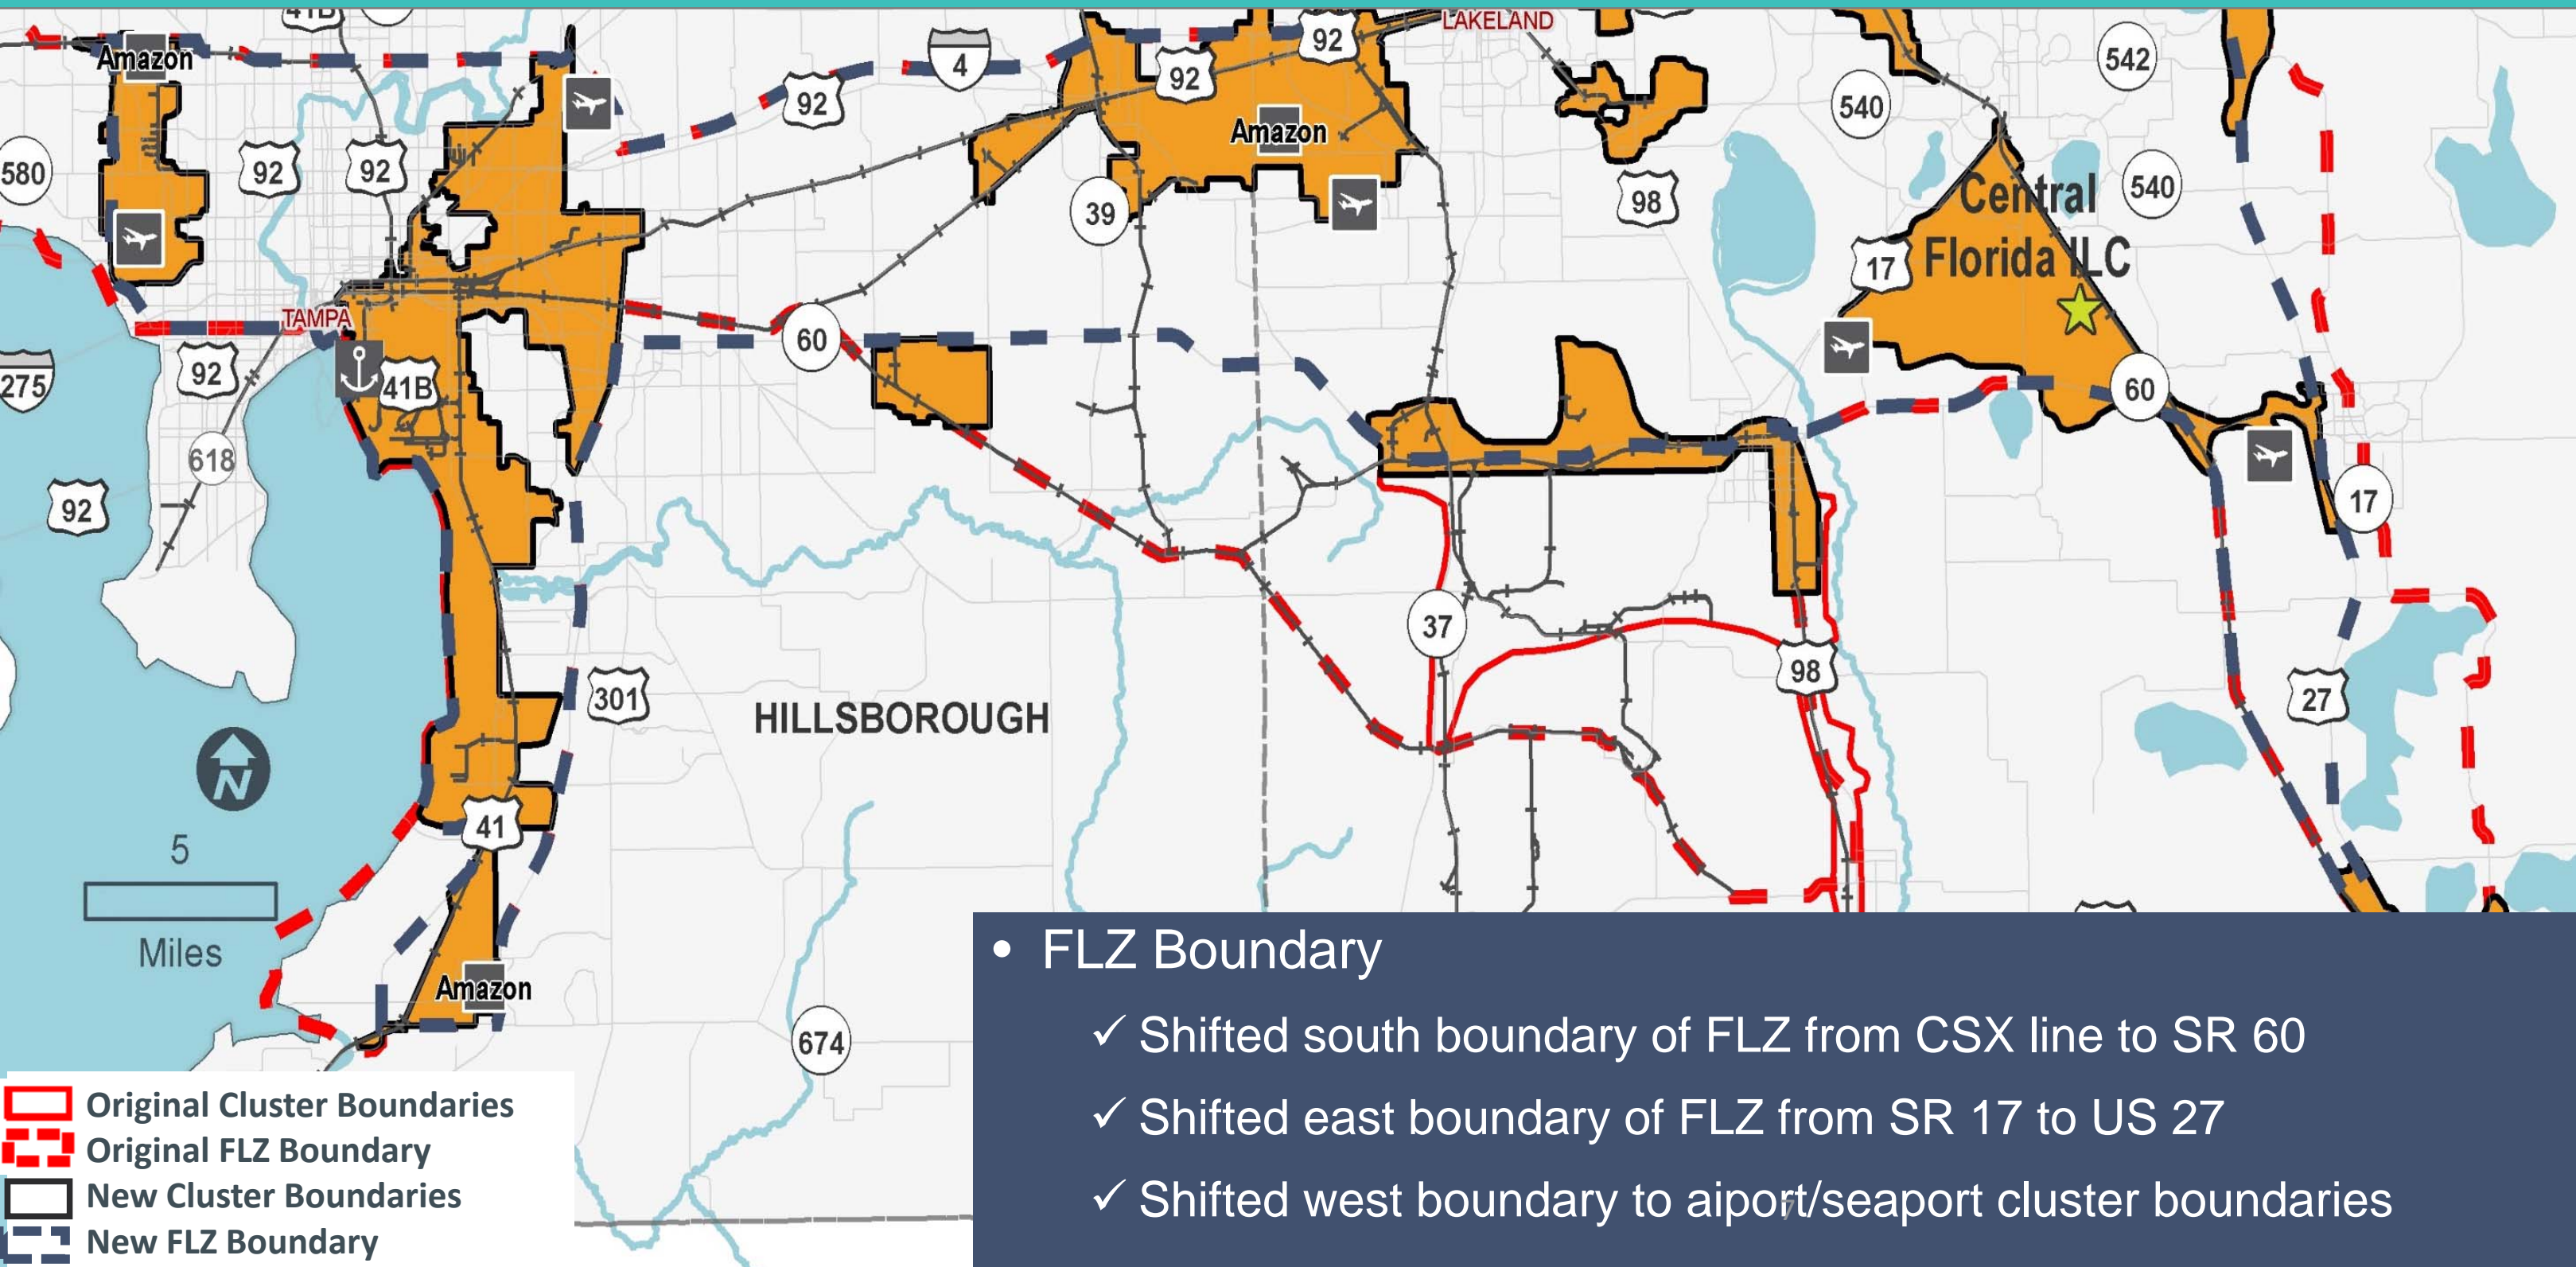 41B
LAKELAND
92
Amazon
4
92
542
92
540
92
Amazon
580
92
92
540
98
39
Central
Florida ILC
17
TAMPA
60
275
92
41B
60
618
17
92
37
98
301
27
HILLSBOROUGH
41
5
Miles
N
Amazon
674
• FLZ Boundary
✓ Shifted south boundary of FLZ from CSX line to SR 60
✓ Shifted east boundary of FLZ from SR 17 to US 27
✓ Shifted west boundary to aiport/seaport cluster boundaries
7
Original Cluster Boundaries
Original FLZ Boundary
New Cluster Boundaries
New FLZ Boundary